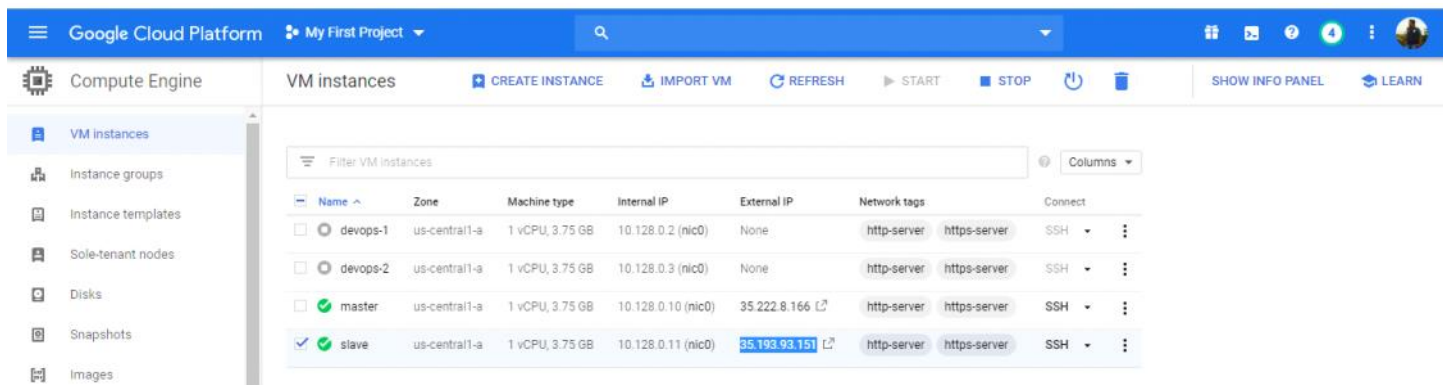 Google Cloud Platform My First Project 4
Compute Engine VM instances CREATE INSTANCE IMPORT VM REFRESH START STOP SHOW INFO PANEL LEARN
VM instances
Instance groups
Instance templates
Sole-tenant nodes
Disks
Snapshots
Images
Filter VM instances Columns
Name Zone Machine type Internal IP External IP Network tags Connect
devops-1 us-central1-a 1 vCPU, 3.75 GB 10.128.0.2 (nic0) None http-server https-server SSH
devops-2 us-central1-a 1 vCPU, 3.75 GB 10.128.0.3 (nic0) None http-server https-server SSH
master us-central1-a 1 vCPU, 3.75 GB 10.128.0.10 (nic0) 35.222.8.166 http-server https-server SSH
slave us-central1-a 1 vCPU, 3.75 GB 10.128.0.11 (nic0) 35.193.93.151 http-server https-server SSH